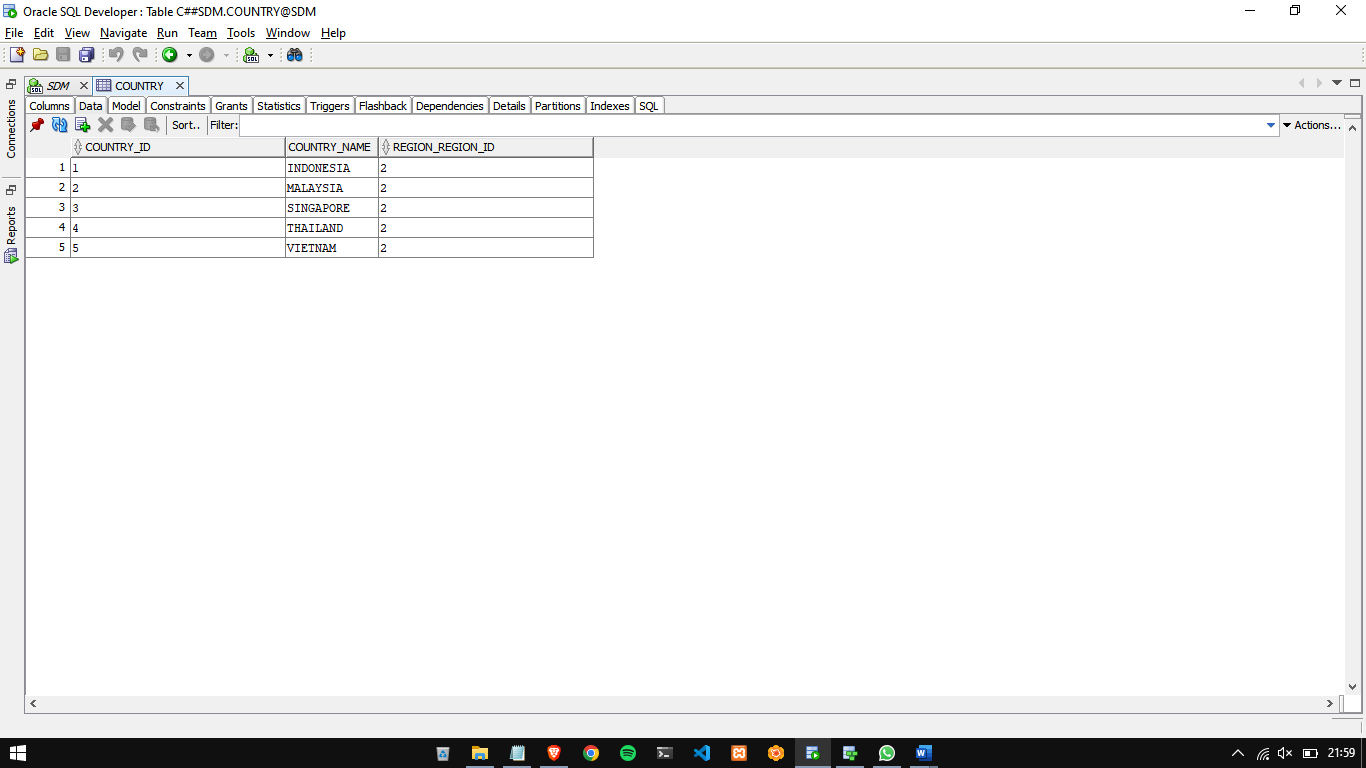 Oracle SQL Developer : Table C##SDM.COUNTRY@SDM
File Edit View Navigate Run Team Tools Window Help
SDM COUNTRY
Columns Data Model Constraints Grants Statistics Triggers Flashback Dependencies Details Partitions Indexes SQL
Sort.. Filter: Actions...
COUNTRY_ID COUNTRY_NAME REGION_REGION_ID
1 1 INDONESIA 2
2 2 MALAYSIA 2
3 3 SINGAPORE 2
4 4 THAILAND 2
5 5 VIETNAM 2
Connections
Reports
21:59